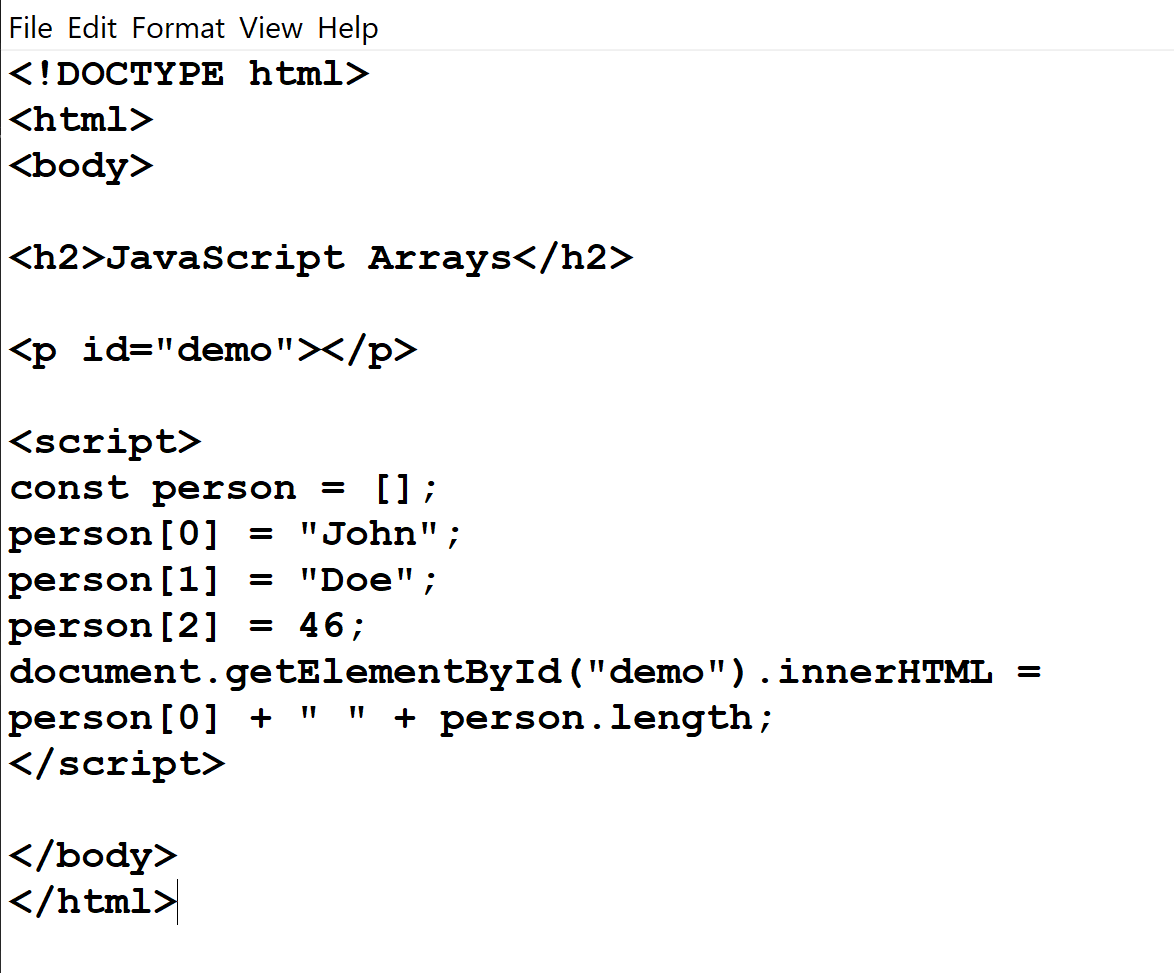 File Edit Format View Help
<!DOCTYPE html>
<html>
<body>
<h2>JavaScript Arrays</h2>
<p id="demo"></p>
<script>
const person = [];
person[0] = "John";
person[1] = "Doe";
person[2] = 46;
document.getElementById("demo").innerHTML =
person[0] + " " + person.length;
</script>
</body>
</html>